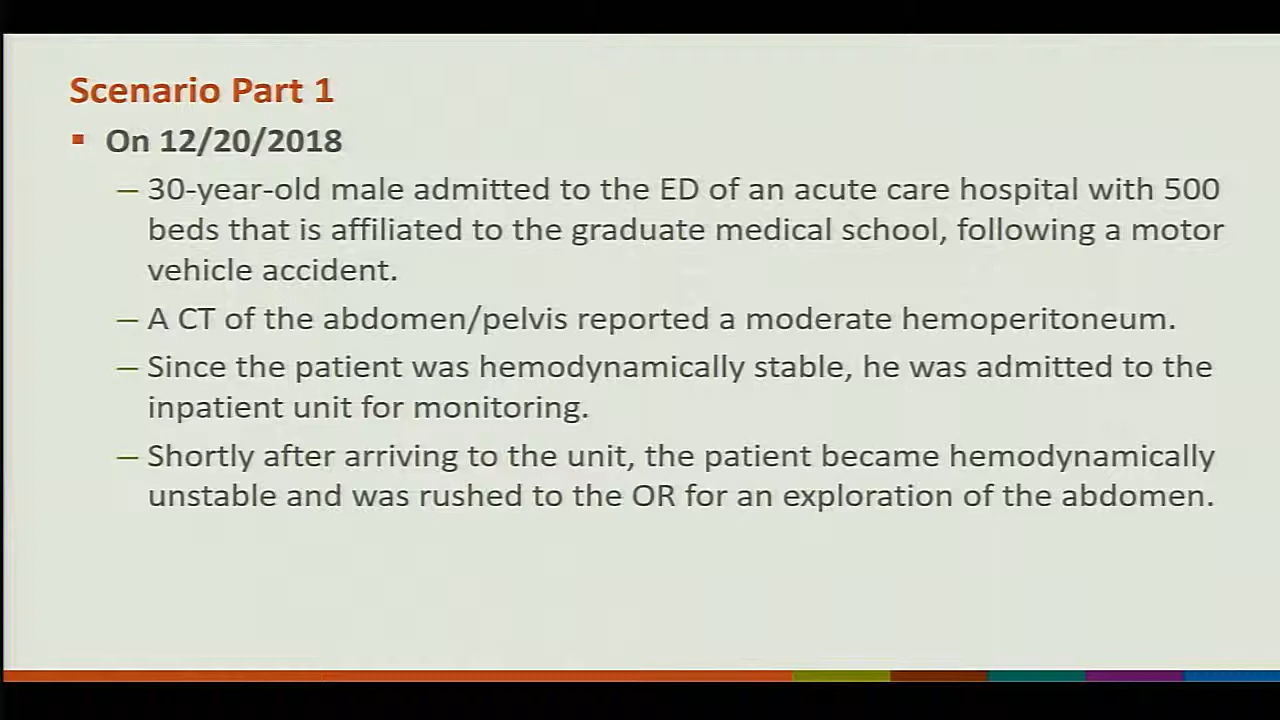 Scenario Part 1
▪ On 12/20/2018
– 30-year-old male admitted to the ED of an acute care hospital with 500
beds that is affiliated to the graduate medical school, following a motor
vehicle accident.
– A CT of the abdomen/pelvis reported a moderate hemoperitoneum.
– Since the patient was hemodynamically stable, he was admitted to the
inpatient unit for monitoring.
– Shortly after arriving to the unit, the patient became hemodynamically
unstable and was rushed to the OR for an exploration of the abdomen.